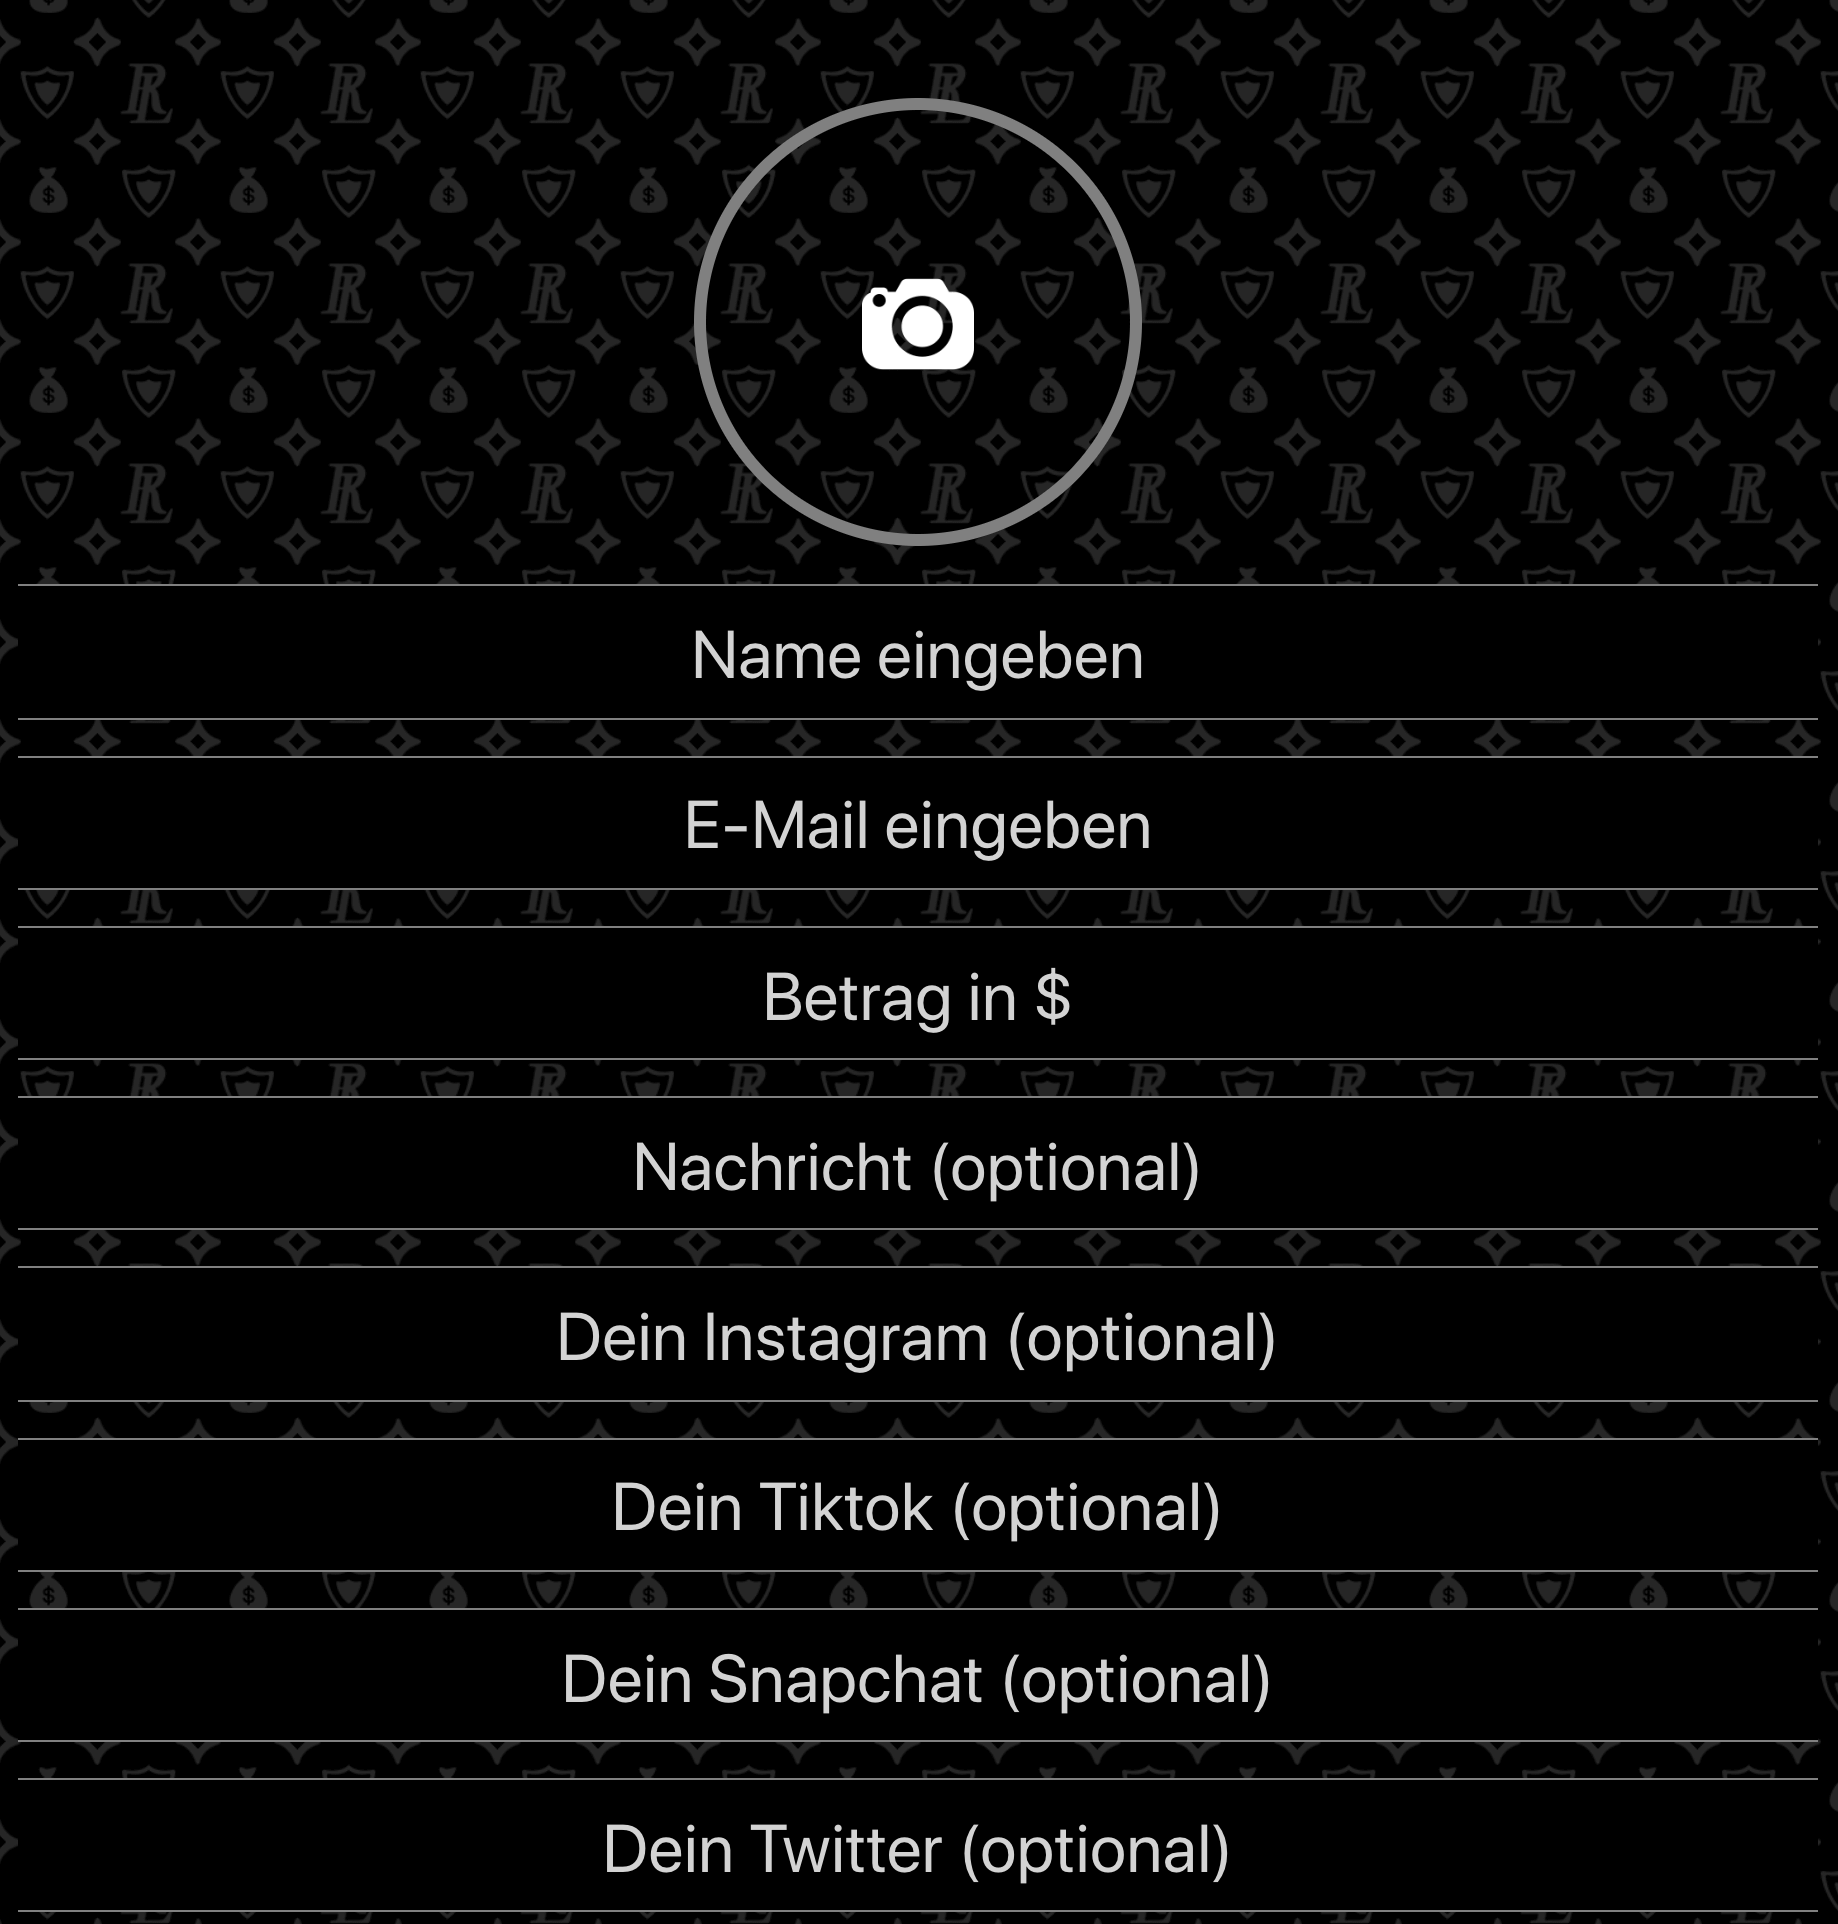 Name eingeben
E-Mail eingeben
Betrag in $
Nachricht (optional)
Dein Instagram (optional)
Dein Tiktok (optional)
Dein Snapchat (optional)
Dein Twitter (optional)